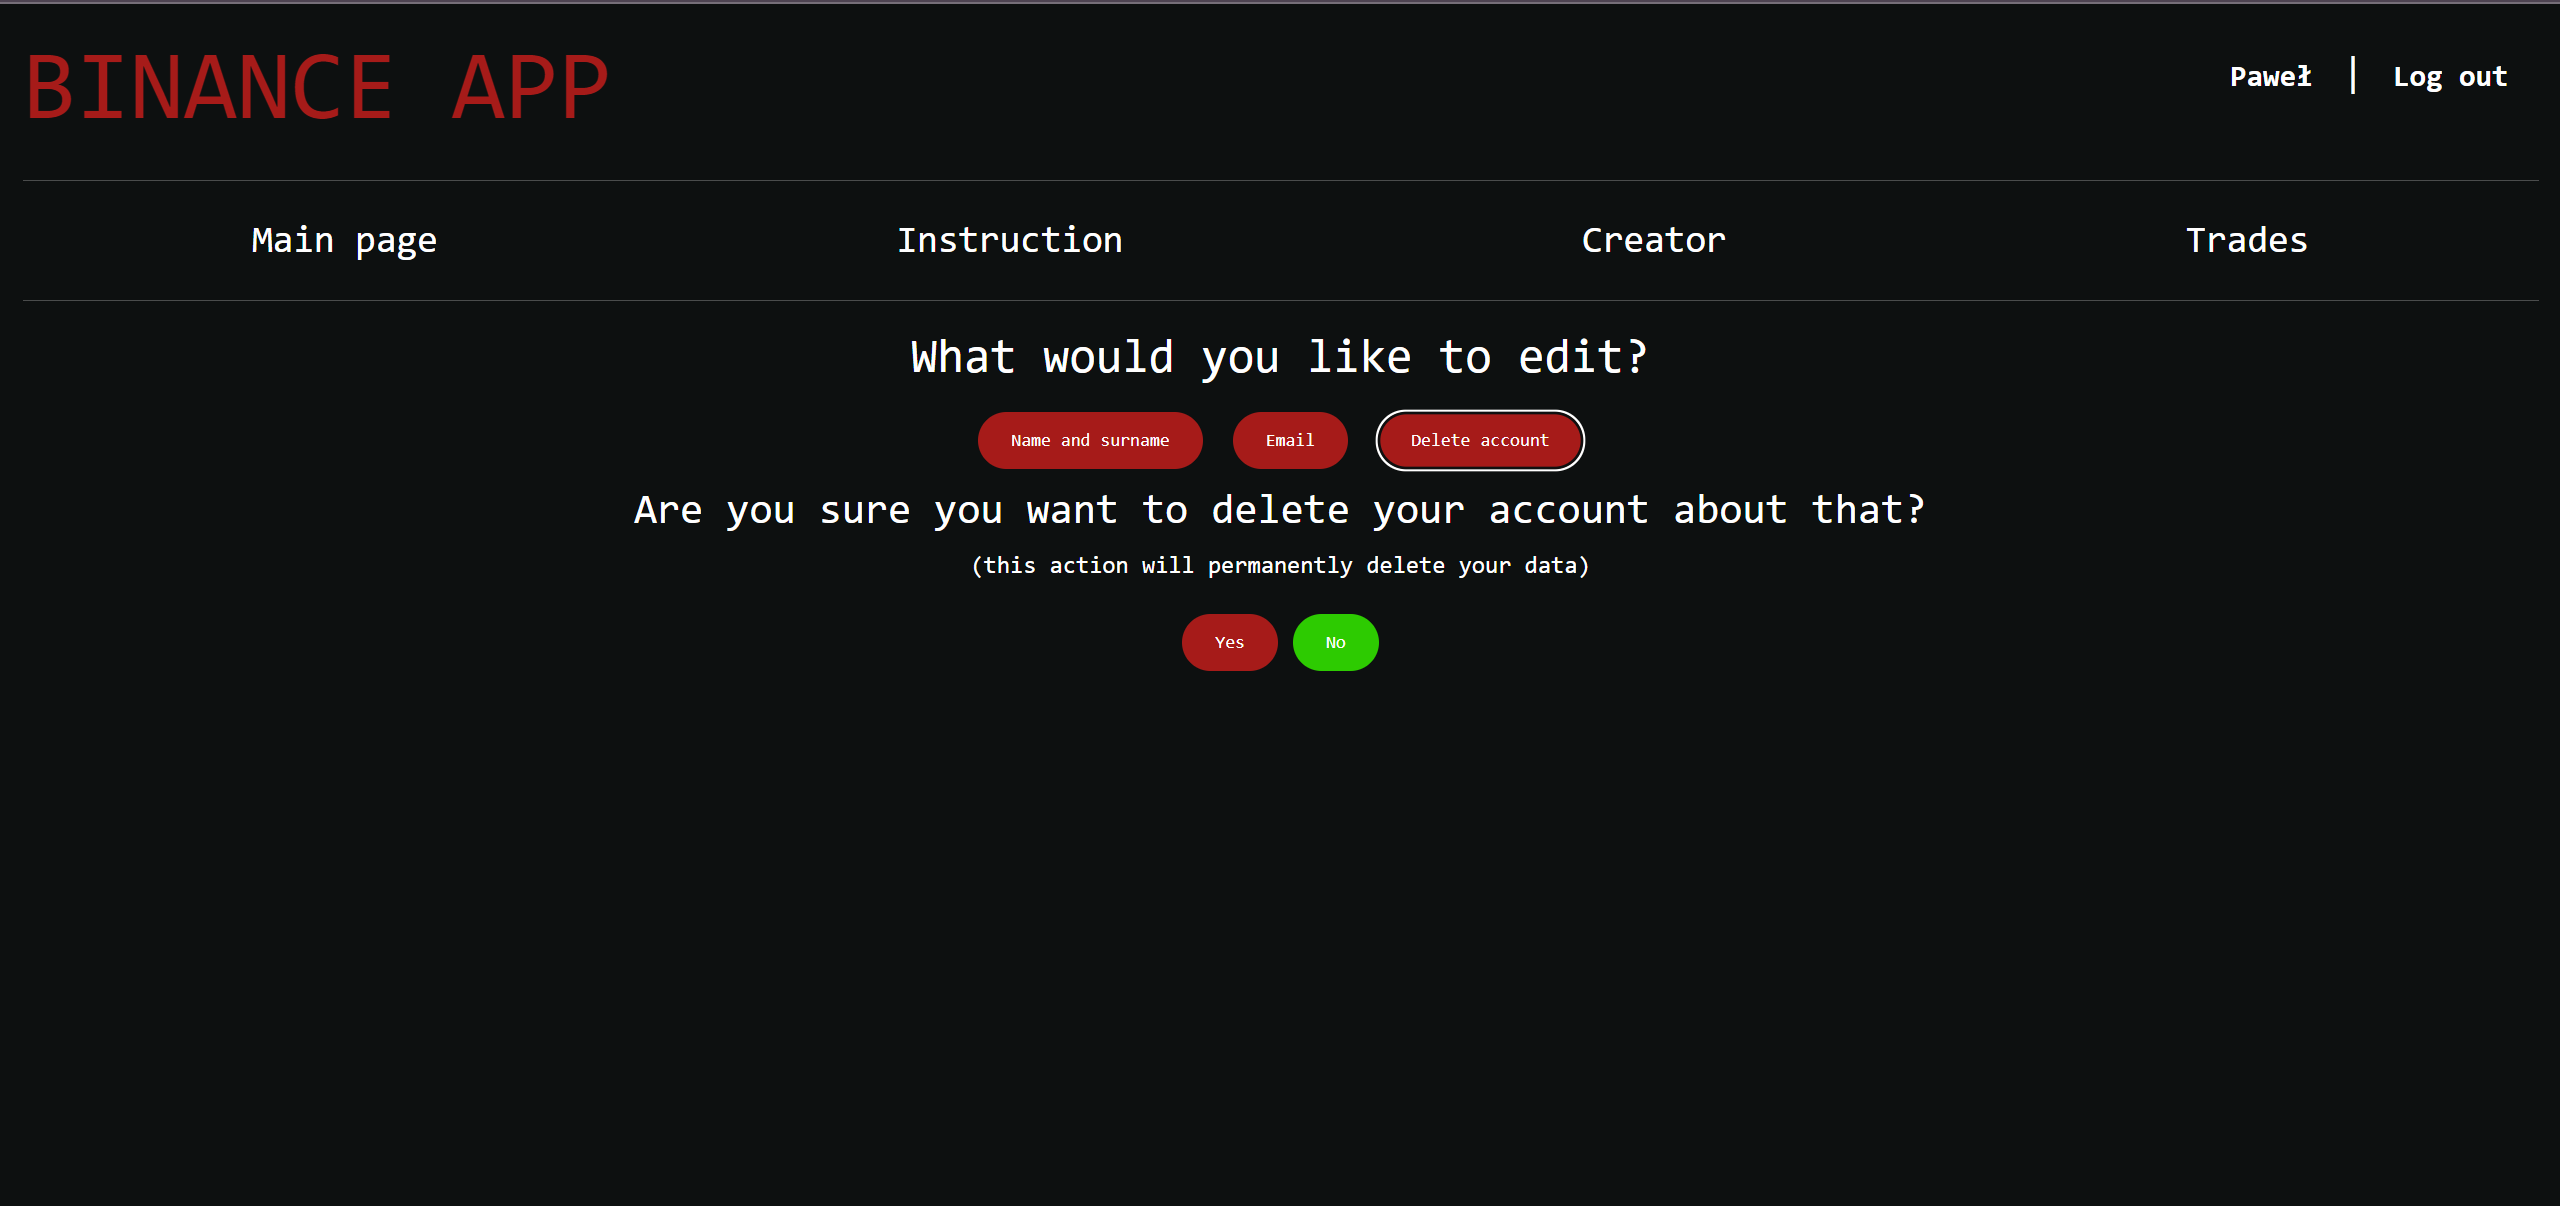 BINANCE APP
Paweł | Log out
Main page Instruction Creator Trades
What would you like to edit?
Name and surname Email Delete account
Are you sure you want to delete your account about that?
(this action will permanently delete your data)
Yes No